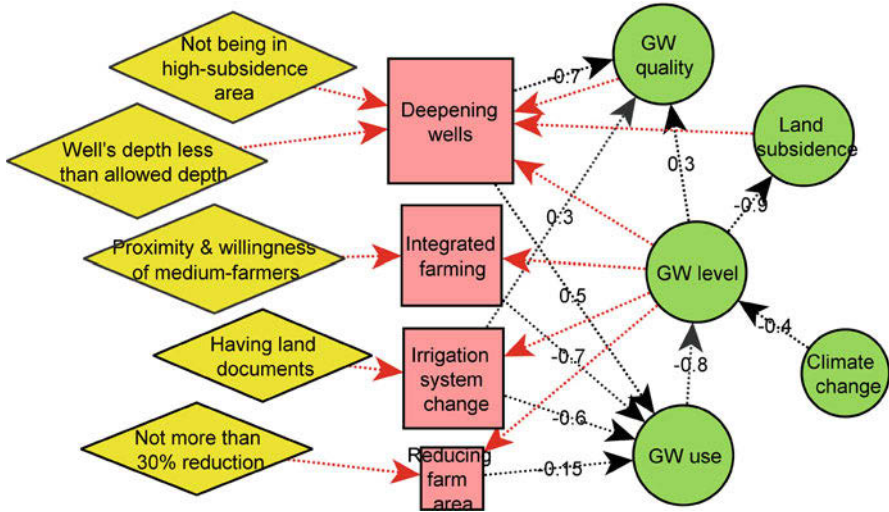 Not being in
high-subsidence
area
Well's depth less
than allowed depth
Proximity & willingness
of medium-farmers
Having land
documents
Not more than
30% reduction
Deepening
wells
Integrated
farming
Irrigation
system
change
Reducing
farm
area
GW
quality
Land
subsidence
GW level
Climate
change
GW use
-0.7
0.3
0.3
-0.9
0.5
-0.4
-0.7
-0.8
-0.6
-0.15